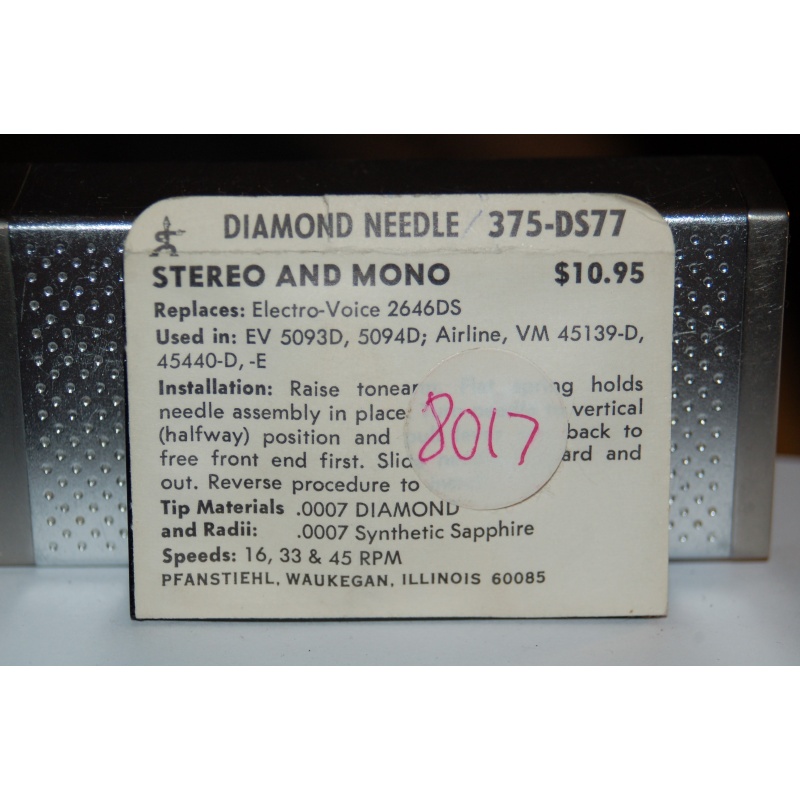 DIAMOND NEEDLE 375-DS77
STEREO AND MONO $10.95
Replaces: Electro-Voice 2646DS
Used in: EV 5093D, 5094D; Airline, VM 45139-D,
45440-D, -E
Installation: Raise spring holds
needle assembly in place vertical
(halfway) position and back to
free front end first. and
out. Reverse procedure to
8017
Tip Materials .0007 DIAMOND
and Radii: .0007 Synthetic Sapphire
Speeds: 16, 33 & 45 RPM
PFANSTIEHL, WAUKEGAN, ILLINOIS 60085